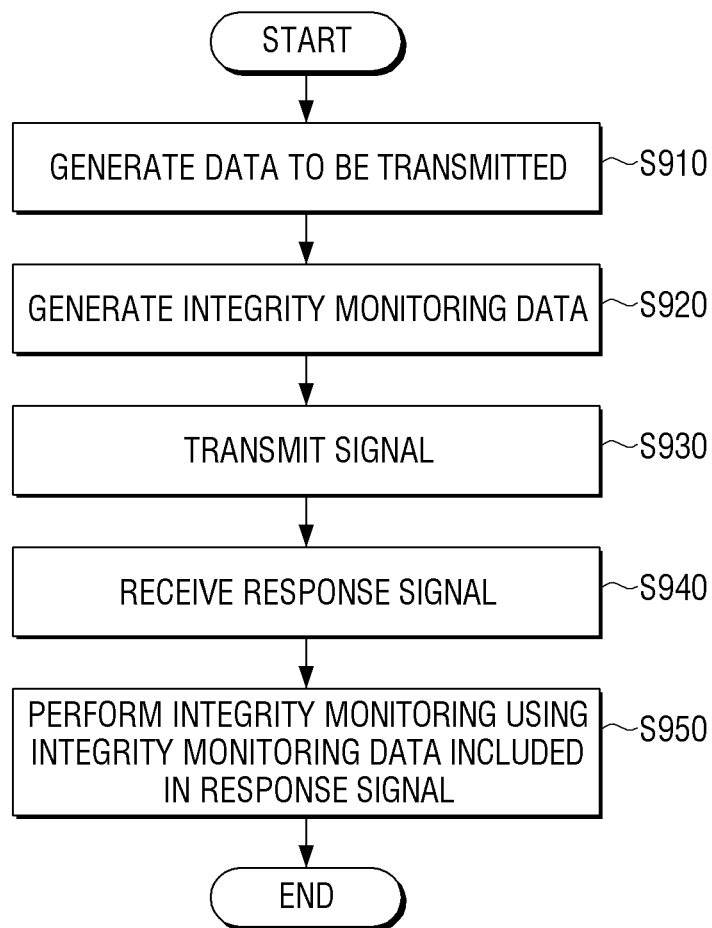 START
GENERATE DATA TO BE TRANSMITTED
S910
GENERATE INTEGRITY MONITORING DATA
S920
TRANSMIT SIGNAL
S930
RECEIVE RESPONSE SIGNAL
S940
PERFORM INTEGRITY MONITORING USING
INTEGRITY MONITORING DATA INCLUDED
IN RESPONSE SIGNAL
S950
END